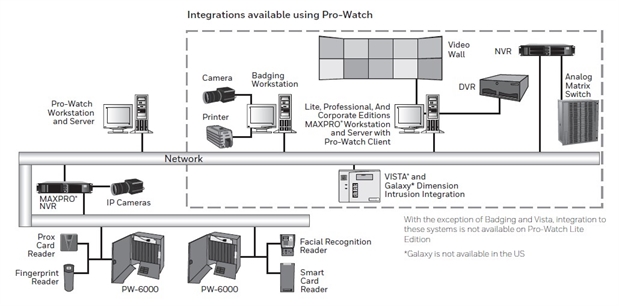 Integrations available using Pro-Watch
Video
Wall
NVR
Camera
Badging
Workstation
DVR
Analog
Matrix
Switch
Pro-Watch
Workstation
and Server
Printer
Lite, Professional, And
Corporate Editions
MAXPRO® Workstation
and Server with
Pro-Watch Client
Network
VISTA® and
Galaxy* Dimension
Intrusion Integration
MAXPRO®
NVR
IP Cameras
With the exception of Badging and Vista, integration to
these systems is not available on Pro-Watch Lite
Edition
*Galaxy is not available in the US
Prox
Card
Reader
Fingerprint
Reader
PW-6000
PW-6000
Facial Recognition
Reader
Smart
Card
Reader